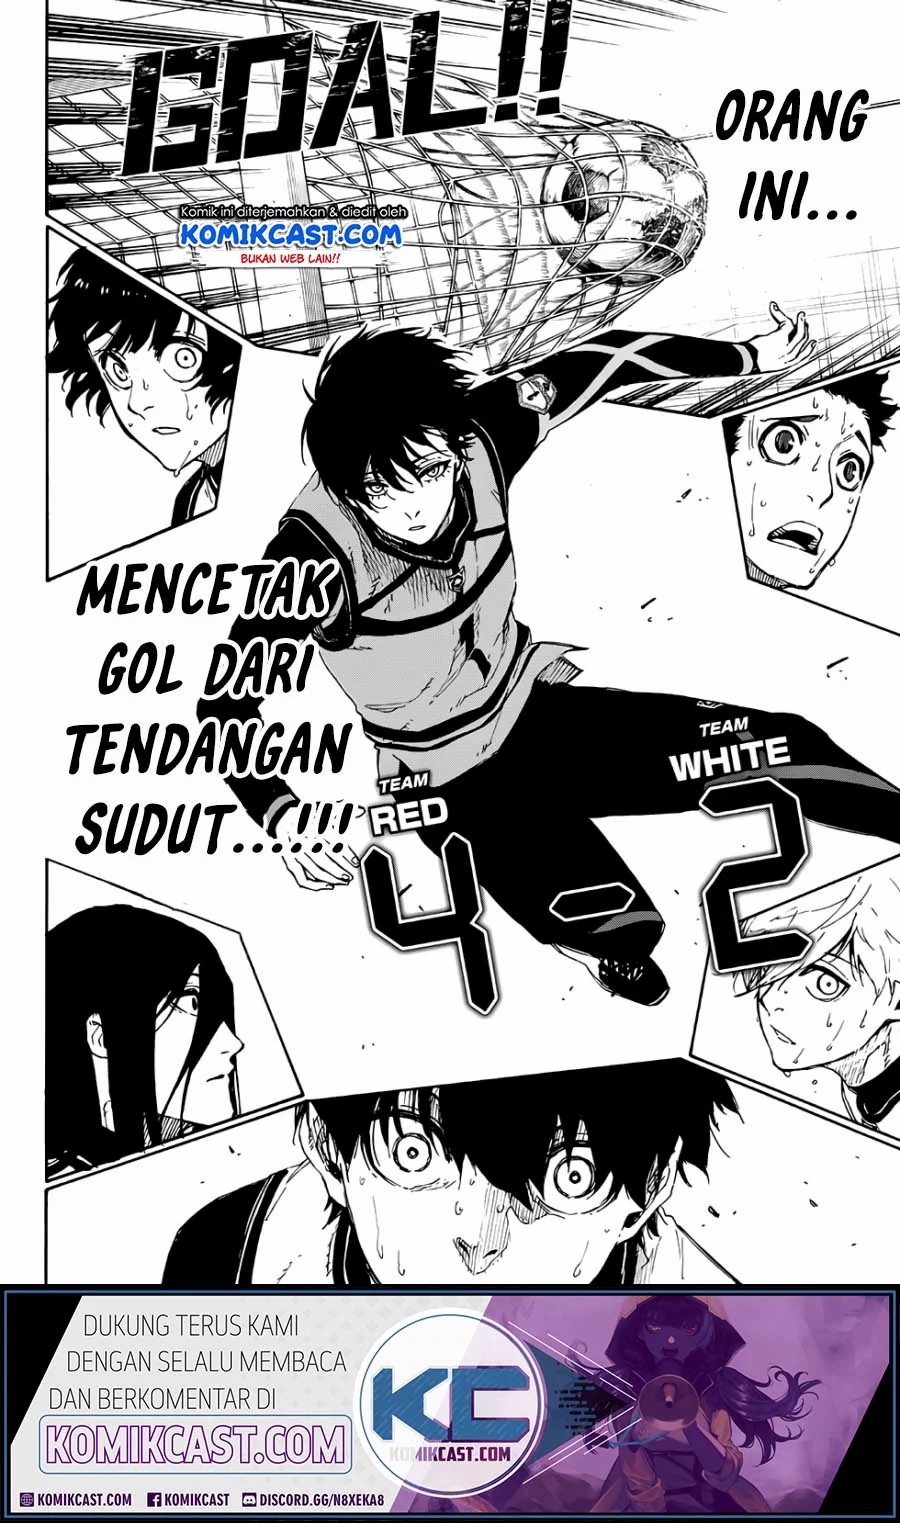 GOAL!!
ORANG
INI...
Komik ini diterjemahkan & diedit oleh
KOMIKCAST.COM
BUKAN WEB LAIN!!
MENCETAK
GOL DARI
TENDANGAN
SUDUT...!!!
TEAM
RED
TEAM
WHITE
4-2
DUKUNG TERUS KAMI
DENGAN SELALU MEMBACA
DAN BERKOMENTAR DI
KOMIKCAST.COM
KC
KOMIKCAST.COM
KOMIKCAST.COM
KOMIKCAST
DISCORD.GG/N8XEKA8